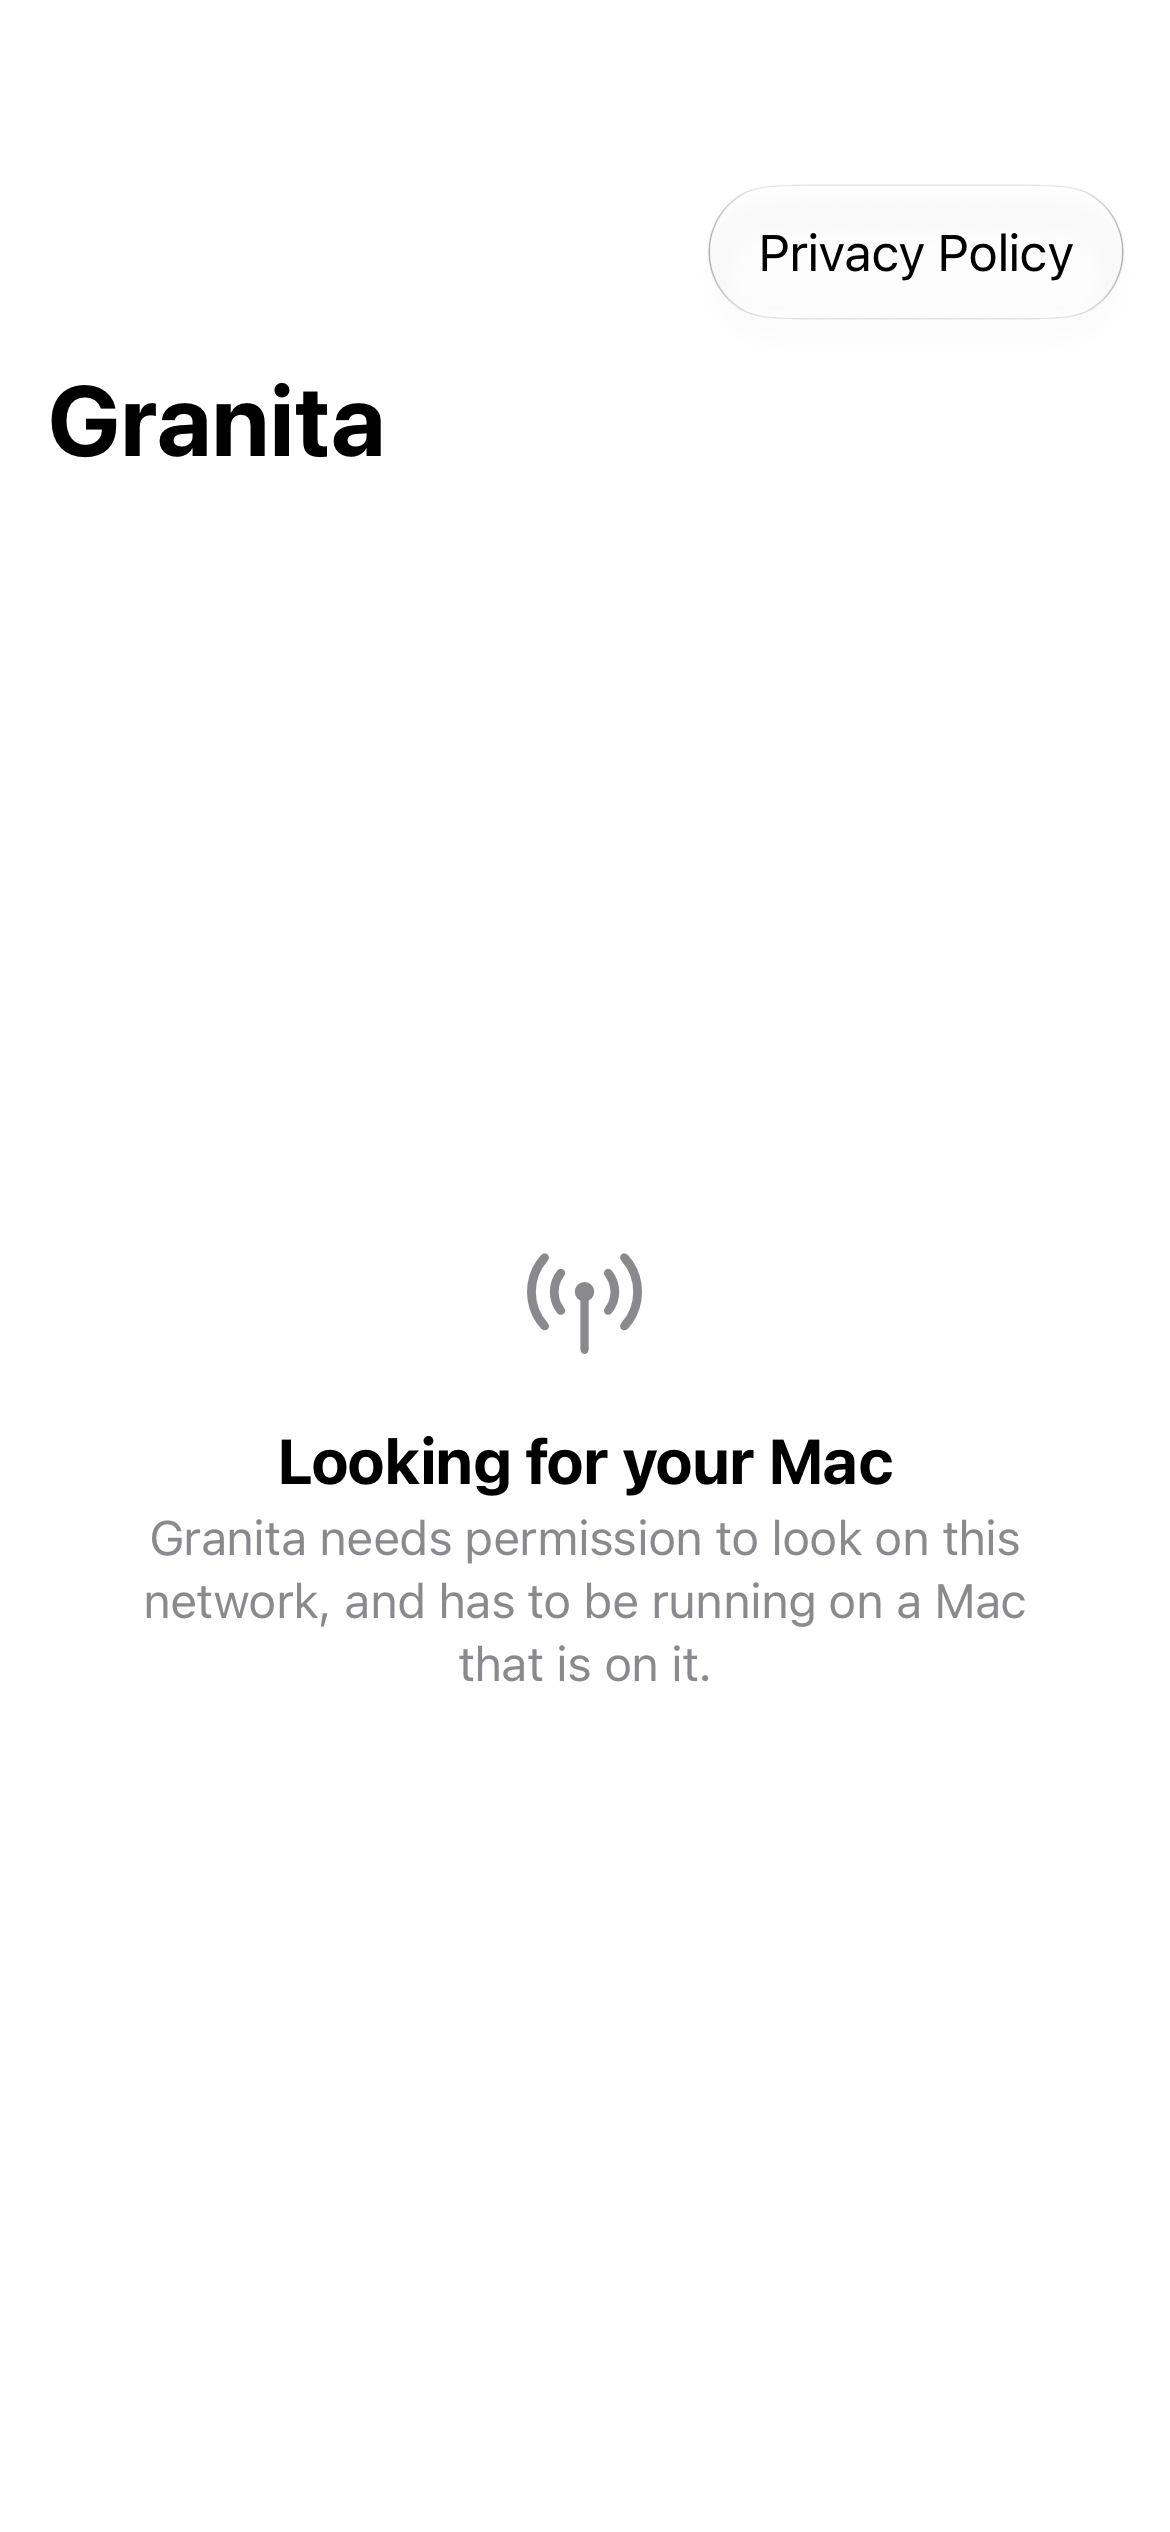 Privacy Policy
Granita
Looking for your Mac
Granita needs permission to look on this
network, and has to be running on a Mac
that is on it.